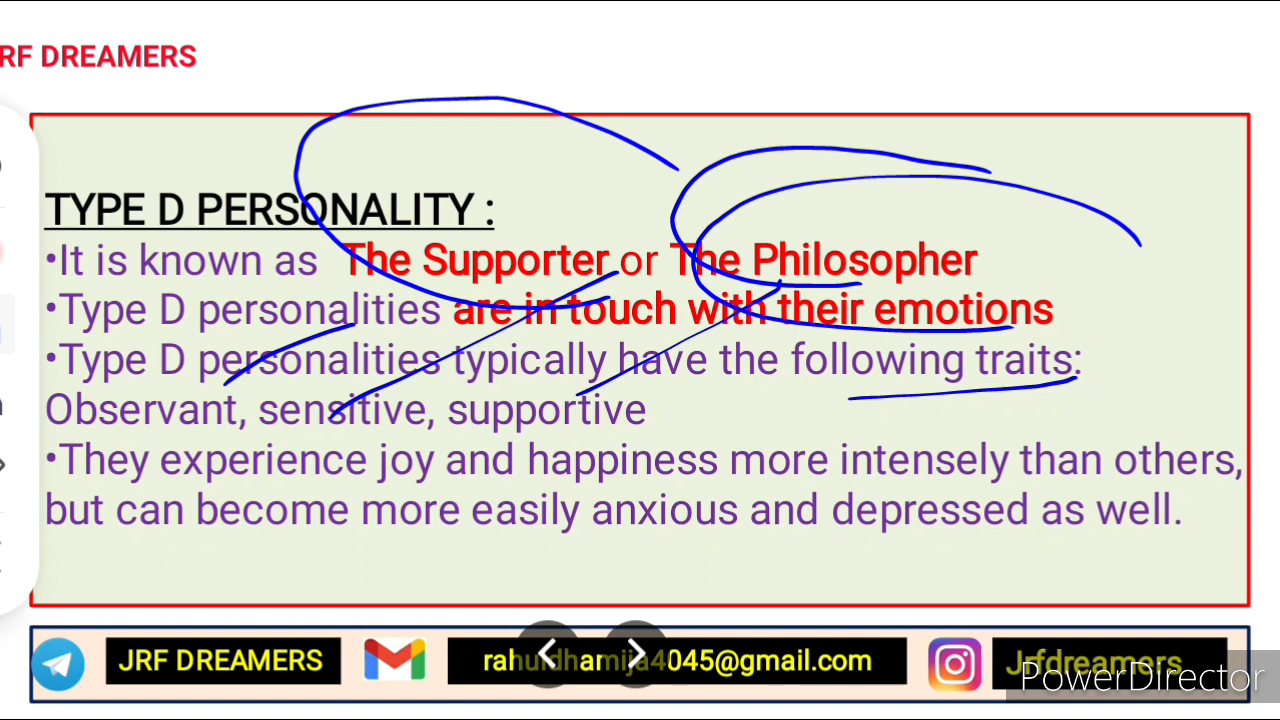 RF DREAMERS
TYPE D PERSONALITY :
•It is known as The Supporter or The Philosopher
•Type D personalities are in touch with their emotions
•Type D personalities typically have the following traits:
Observant, sensitive, supportive
•They experience joy and happiness more intensely than others,
but can become more easily anxious and depressed as well.
JRF DREAMERS rahuldhamija4045@gmail.com Jrfdreamers
PowerDirector